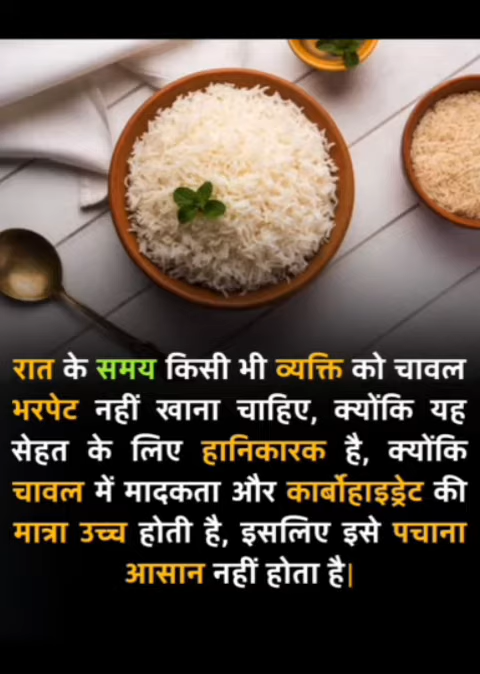 रात के समय किसी भी व्यक्ति को चावल
भरपेट नहीं खाना चाहिए, क्योंकि यह
सेहत के लिए हानिकारक है, क्योंकि
चावल में मादकता और कार्बोहाइड्रेट की
मात्रा उच्च होती है, इसलिए इसे पचाना
आसान नहीं होता है|